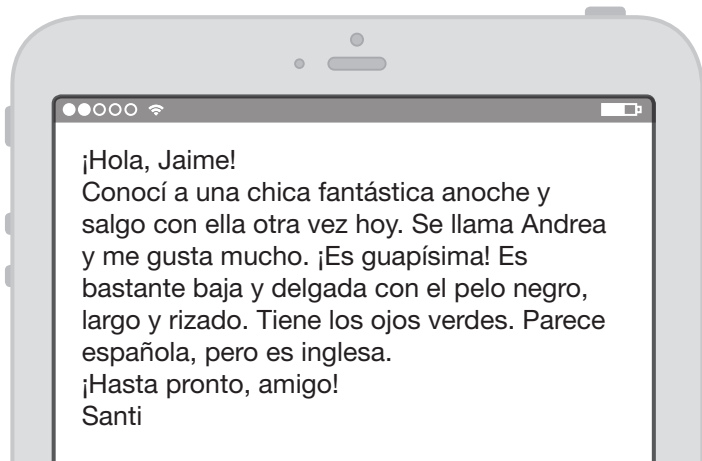 ¡Hola, Jaime!
Conocí a una chica fantástica anoche y
salgo con ella otra vez hoy. Se llama Andrea
y me gusta mucho. ¡Es guapísima! Es
bastante baja y delgada con el pelo negro,
largo y rizado. Tiene los ojos verdes. Parece
española, pero es inglesa.
¡Hasta pronto, amigo!
Santi